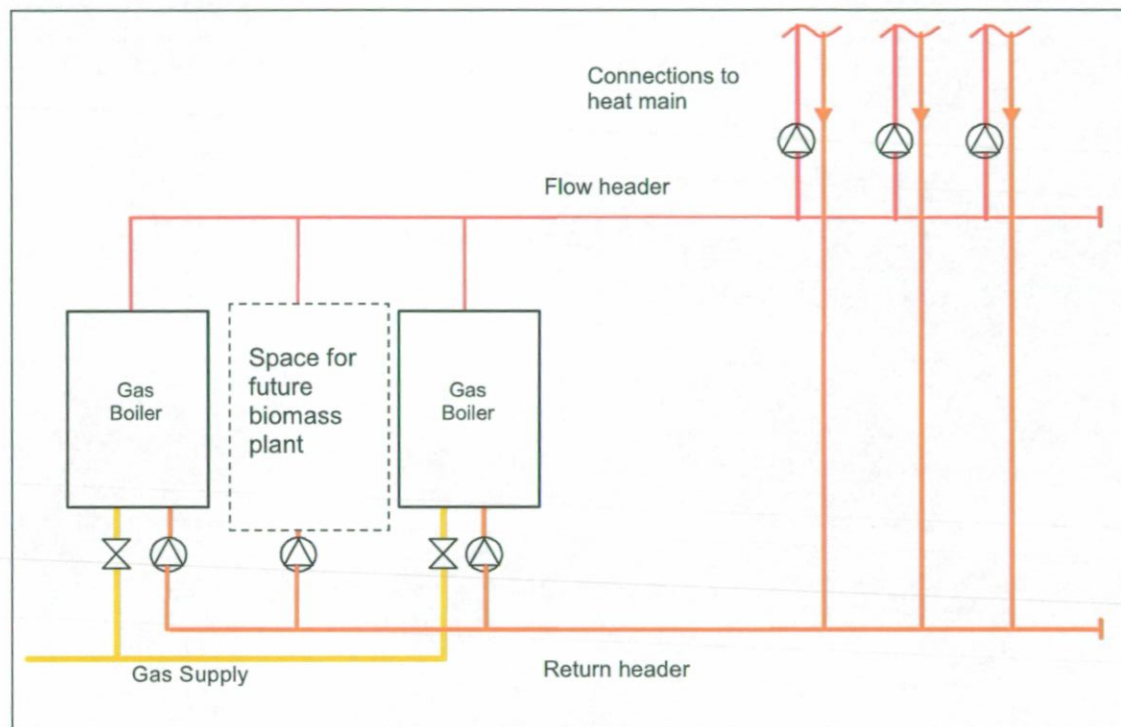 Connections to
heat main
Flow header
Gas
Boiler
Space for
future
biomass
plant
Gas
Boiler
Gas Supply
Return header